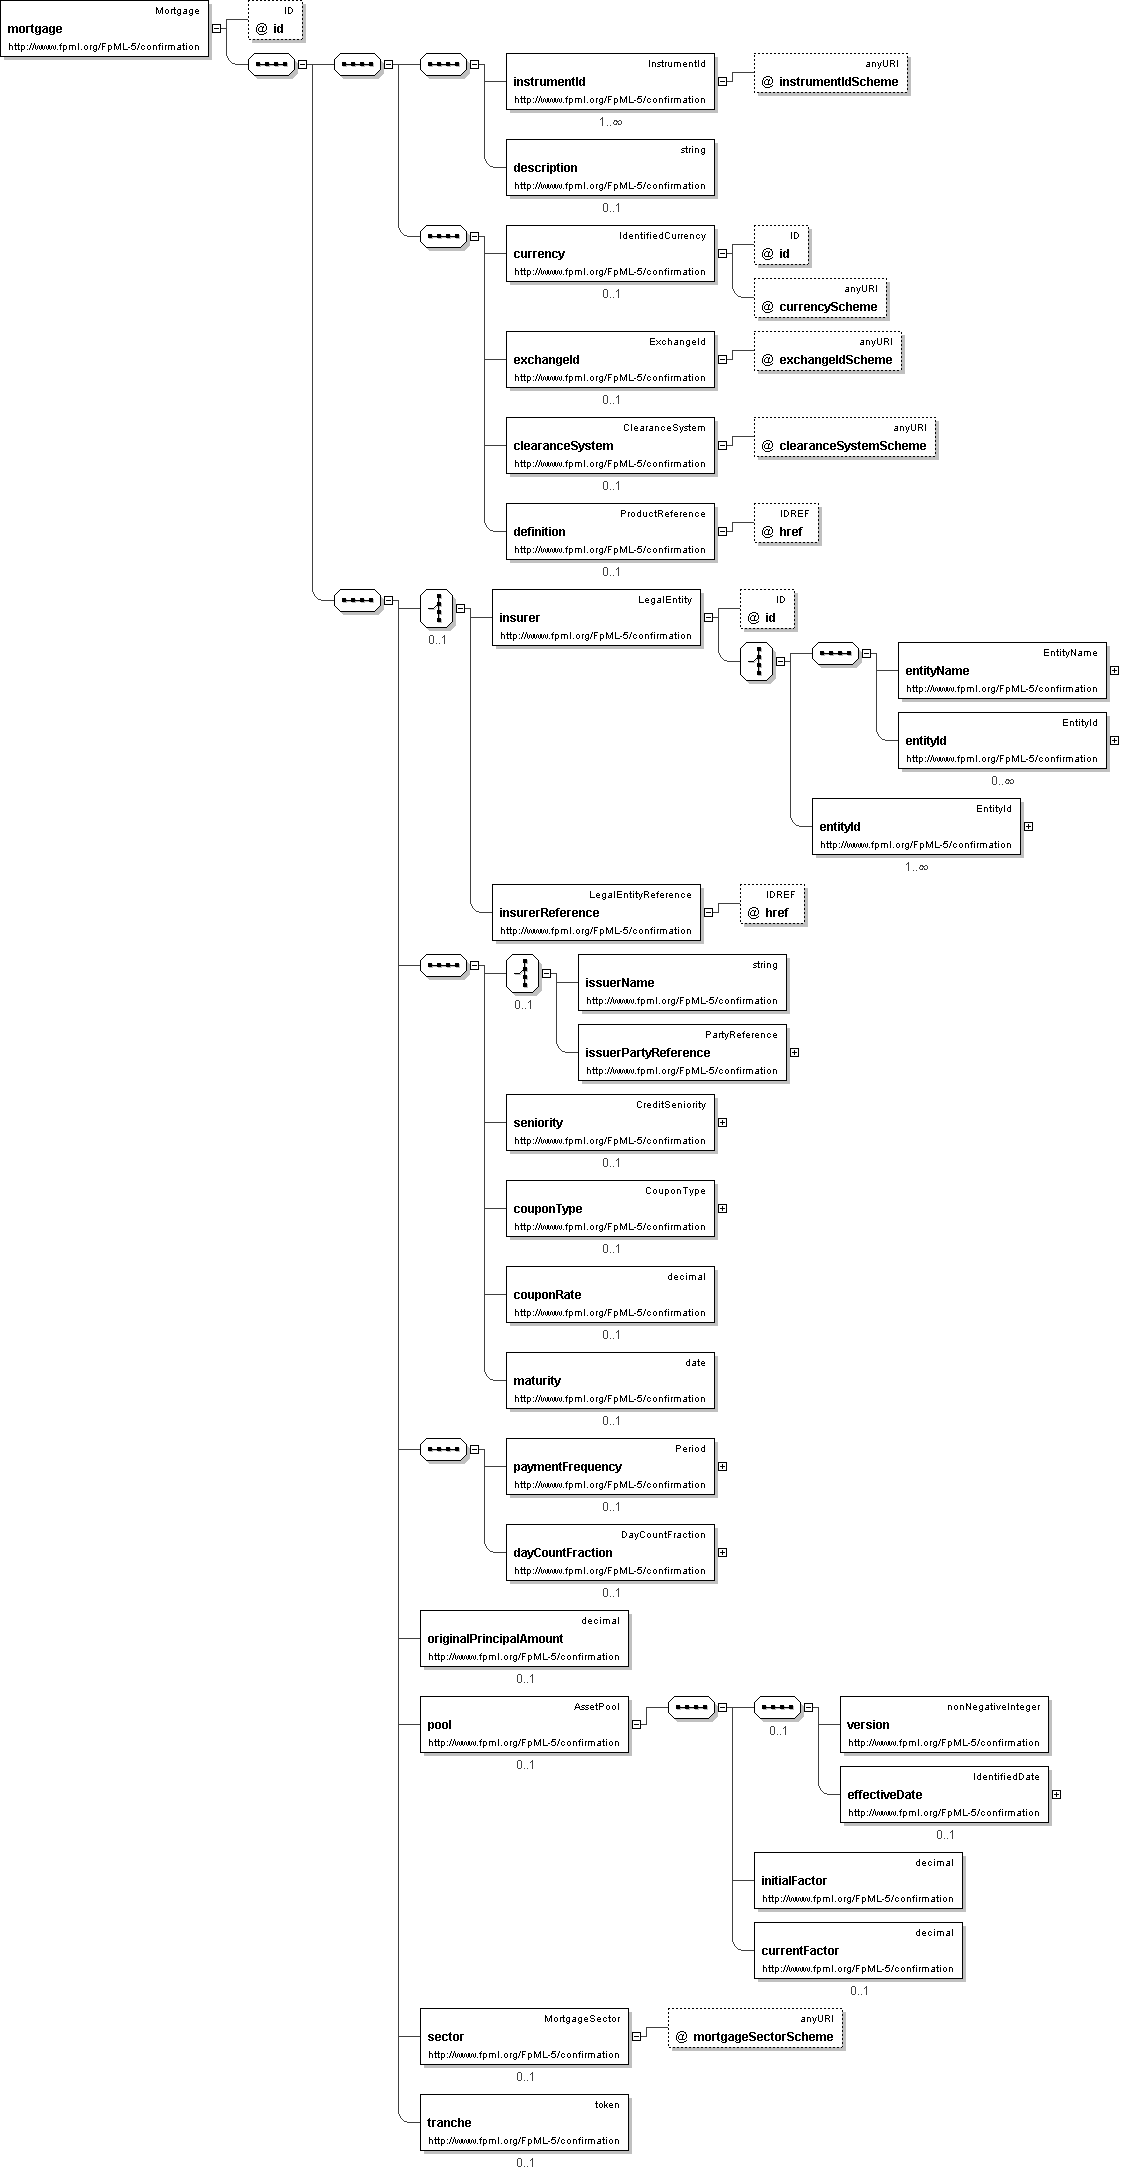 Mortgage
mortgage
http://www.fpml.org/FpML-5/confirmation
ID
@ id
InstrumentId
instrumentId
http://www.fpml.org/FpML-5/confirmation
1..∞
anyURI
@ instrumentIdScheme
string
description
http://www.fpml.org/FpML-5/confirmation
0..1
IdentifiedCurrency
currency
http://www.fpml.org/FpML-5/confirmation
0..1
ID
@ id
anyURI
@ currencyScheme
ExchangeId
exchangeId
http://www.fpml.org/FpML-5/confirmation
0..1
anyURI
@ exchangeIdScheme
ClearanceSystem
clearanceSystem
http://www.fpml.org/FpML-5/confirmation
0..1
anyURI
@ clearanceSystemScheme
ProductReference
definition
http://www.fpml.org/FpML-5/confirmation
0..1
IDREF
@ href
0..1
LegalEntity
insurer
http://www.fpml.org/FpML-5/confirmation
ID
@ id
EntityName
entityName
http://www.fpml.org/FpML-5/confirmation
EntityId
entityId
http://www.fpml.org/FpML-5/confirmation
0..∞
EntityId
entityId
http://www.fpml.org/FpML-5/confirmation
1..∞
LegalEntityReference
insurerReference
http://www.fpml.org/FpML-5/confirmation
IDREF
@ href
0..1
string
issuerName
http://www.fpml.org/FpML-5/confirmation
PartyReference
issuerPartyReference
http://www.fpml.org/FpML-5/confirmation
CreditSeniority
seniority
http://www.fpml.org/FpML-5/confirmation
0..1
CouponType
couponType
http://www.fpml.org/FpML-5/confirmation
0..1
decimal
couponRate
http://www.fpml.org/FpML-5/confirmation
0..1
date
maturity
http://www.fpml.org/FpML-5/confirmation
0..1
Period
paymentFrequency
http://www.fpml.org/FpML-5/confirmation
0..1
DayCountFraction
dayCountFraction
http://www.fpml.org/FpML-5/confirmation
0..1
decimal
originalPrincipalAmount
http://www.fpml.org/FpML-5/confirmation
0..1
AssetPool
pool
http://www.fpml.org/FpML-5/confirmation
0..1
0..1
nonNegativeInteger
version
http://www.fpml.org/FpML-5/confirmation
IdentifiedDate
effectiveDate
http://www.fpml.org/FpML-5/confirmation
0..1
decimal
initialFactor
http://www.fpml.org/FpML-5/confirmation
decimal
currentFactor
http://www.fpml.org/FpML-5/confirmation
0..1
MortgageSector
sector
http://www.fpml.org/FpML-5/confirmation
0..1
anyURI
@ mortgageSectorScheme
token
tranche
http://www.fpml.org/FpML-5/confirmation
0..1